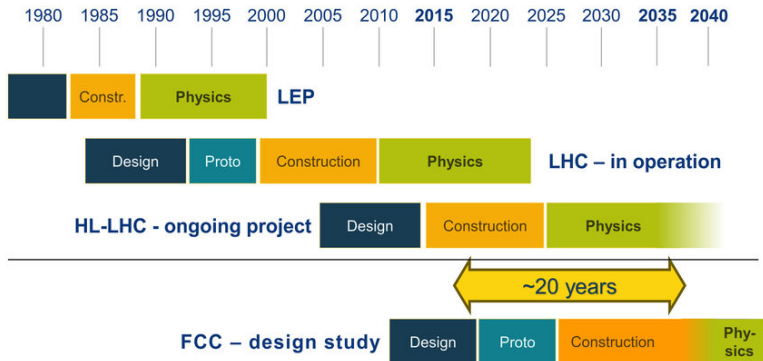 1980 1985 1990 1995 2000 2005 2010 2015 2020 2025 2030 2035 2040
Constr. Physics LEP
Design Proto Construction Physics LHC – in operation
HL-LHC - ongoing project Design Construction Physics
~20 years
FCC – design study Design Proto Construction Phy-
sics